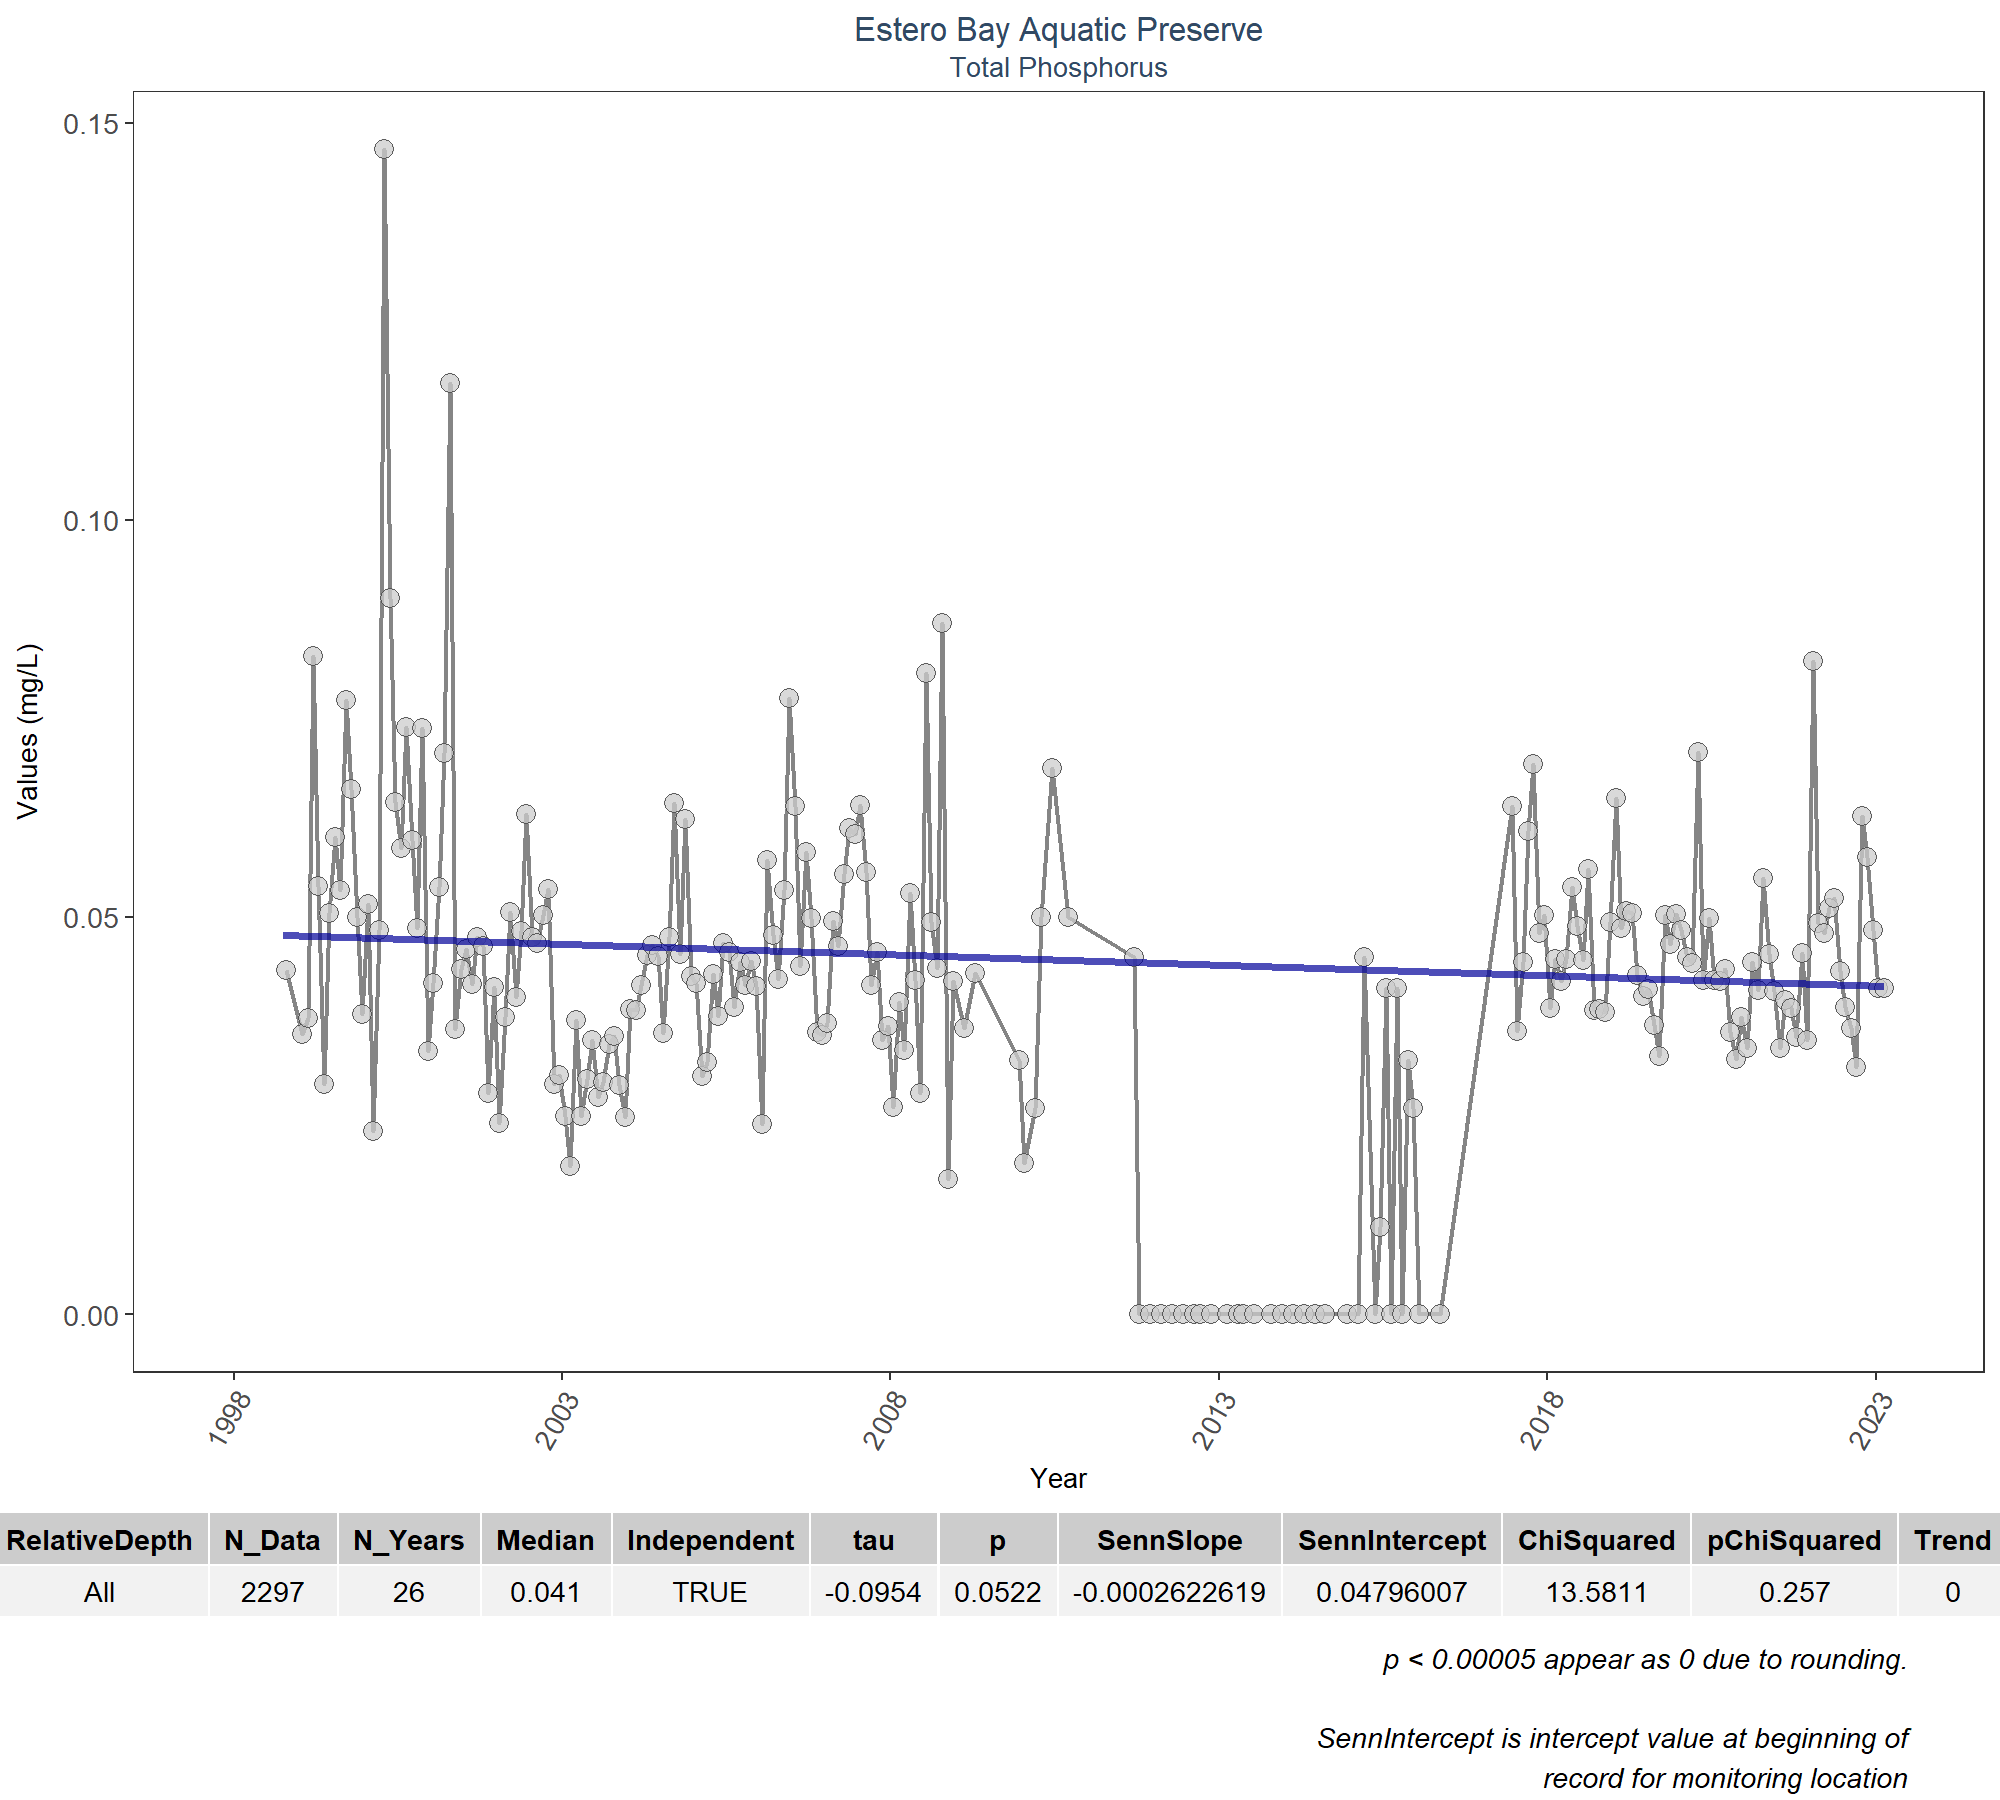 Estero Bay Aquatic Preserve
Total Phosphorus
0.15
0.10
0.05
0.00
Values (mg/L)
1998
2003
2008
2013
2018
2023
Year
RelativeDepth N_Data N_Years Median Independent tau p SennSlope SennIntercept ChiSquared pChiSquared Trend
All 2297 26 0.041 TRUE -0.0954 0.0522 -0.0002622619 0.04796007 13.5811 0.257 0
p < 0.00005 appear as 0 due to rounding.
SennIntercept is intercept value at beginning of
record for monitoring location